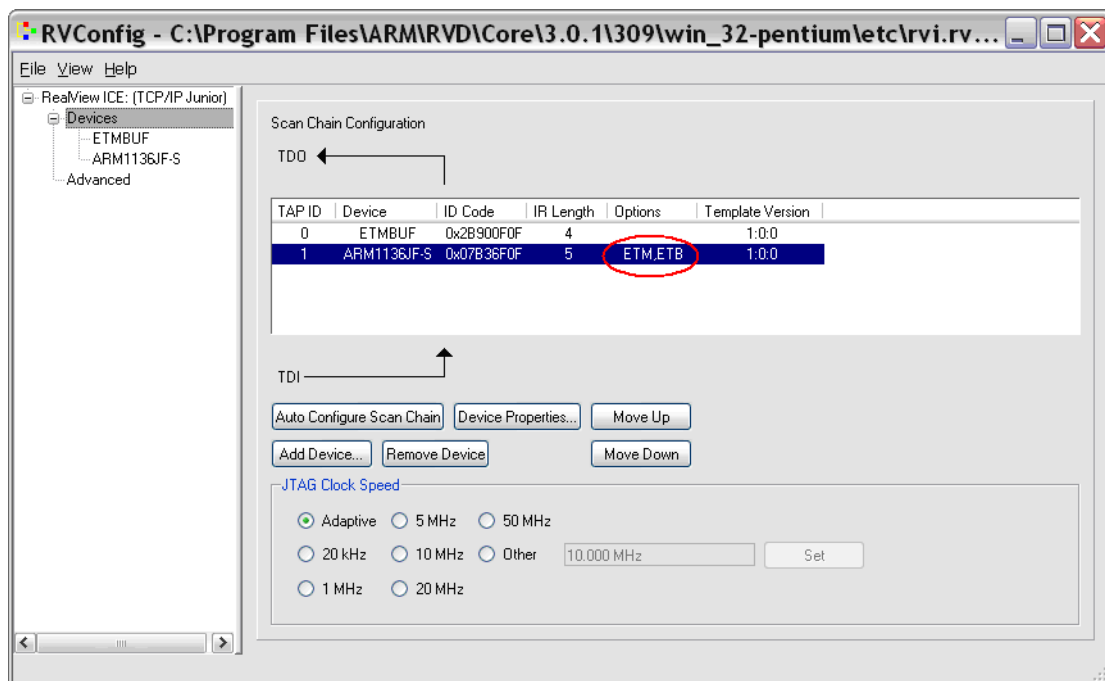 RVConfig - C:\Program Files\ARM\RVD\Core\3.0.1\309\win_32-pentium\etc\rvi.rv...
File View Help
RealView ICE: (TCP/IP Junior)
Devices
ETMBUF
ARM1136JF-S
Advanced
Scan Chain Configuration
TDO
TAP ID Device ID Code IR Length Options Template Version
0 ETMBUF 0x2B900F0F 4 1:0:0
1 ARM1136JF-S 0x07B36F0F 5 ETM,ETB 1:0:0
TDI
Auto Configure Scan Chain Device Properties... Move Up
Add Device... Remove Device Move Down
JTAG Clock Speed
Adaptive 5 MHz 50 MHz
20 kHz 10 MHz Other 10.000 MHz Set
1 MHz 20 MHz